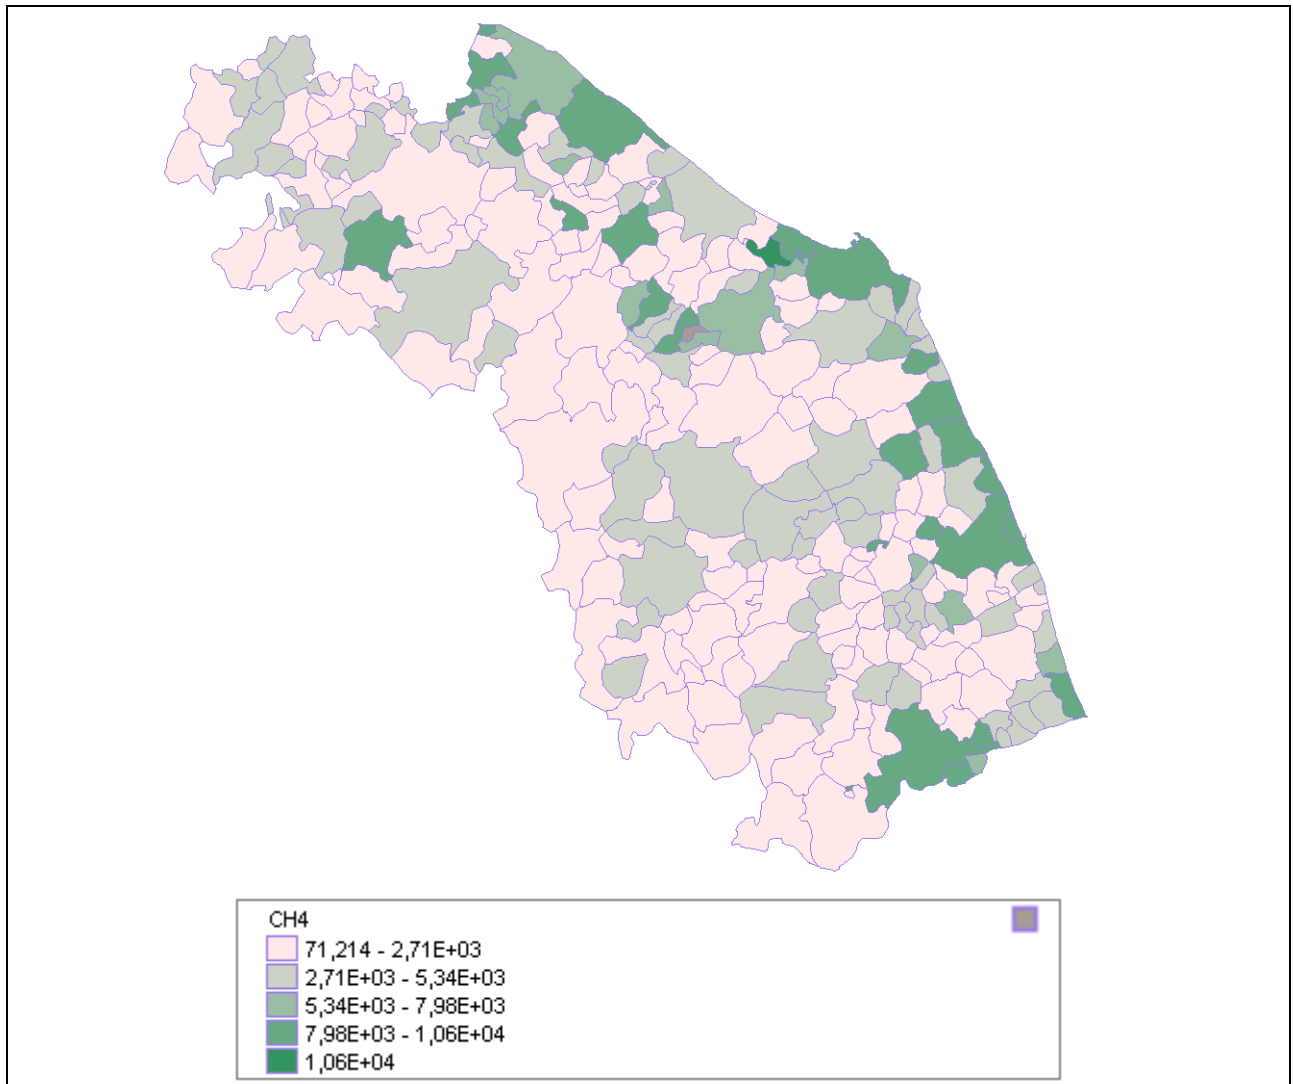 CH4
71,214 - 2,71E+03
2,71E+03 - 5,34E+03
5,34E+03 - 7,98E+03
7,98E+03 - 1,06E+04
1,06E+04